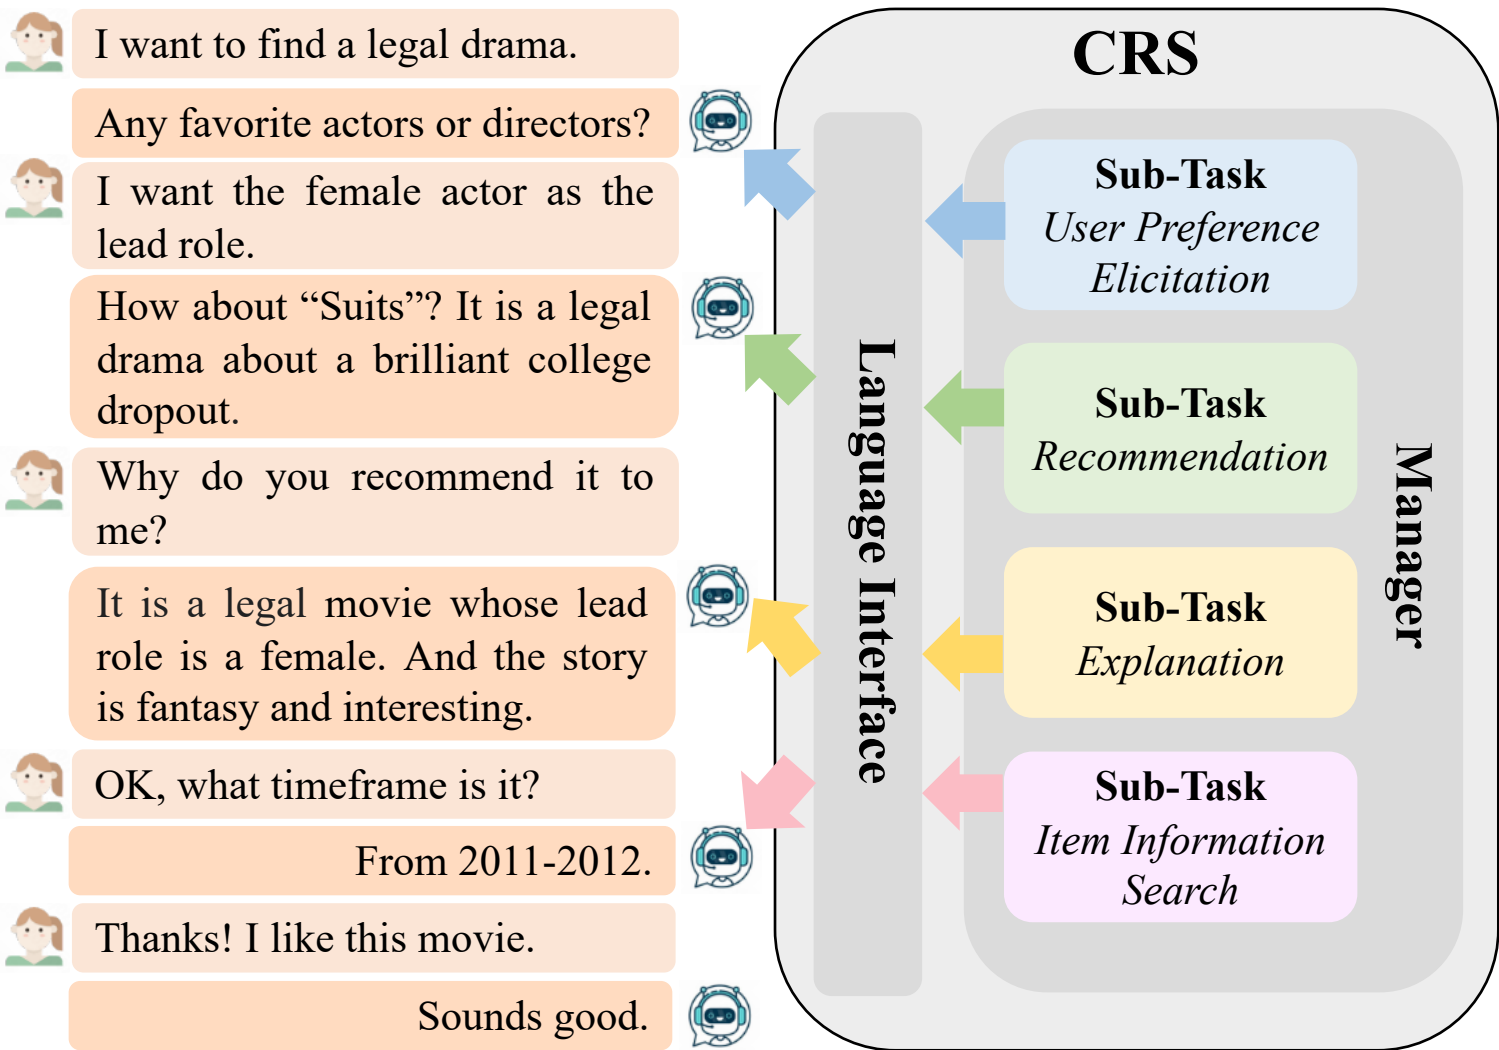 I want to find a legal drama.
Any favorite actors or directors?
I want the female actor as the
lead role.
How about “Suits”? It is a legal
drama about a brilliant college
dropout.
Why do you recommend it to
me?
It is a legal movie whose lead
role is a female. And the story
is fantasy and interesting.
OK, what timeframe is it?
From 2011-2012.
Thanks! I like this movie.
Sounds good.
CRS
Language Interface
Sub-Task
User Preference
Elicitation
Sub-Task
Recommendation
Sub-Task
Explanation
Sub-Task
Item Information
Search
Manager